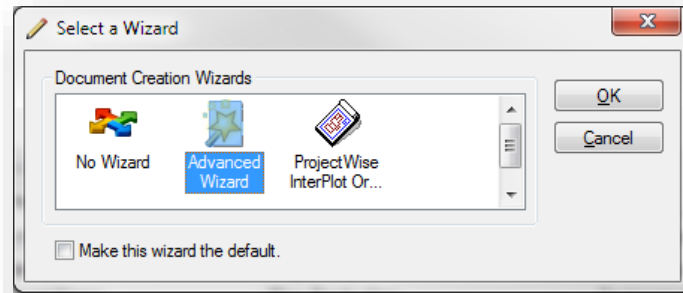 Select a Wizard
Document Creation Wizards
OK
Cancel
No Wizard
Advanced
Wizard
ProjectWise
InterPlot Or...
Make this wizard the default.